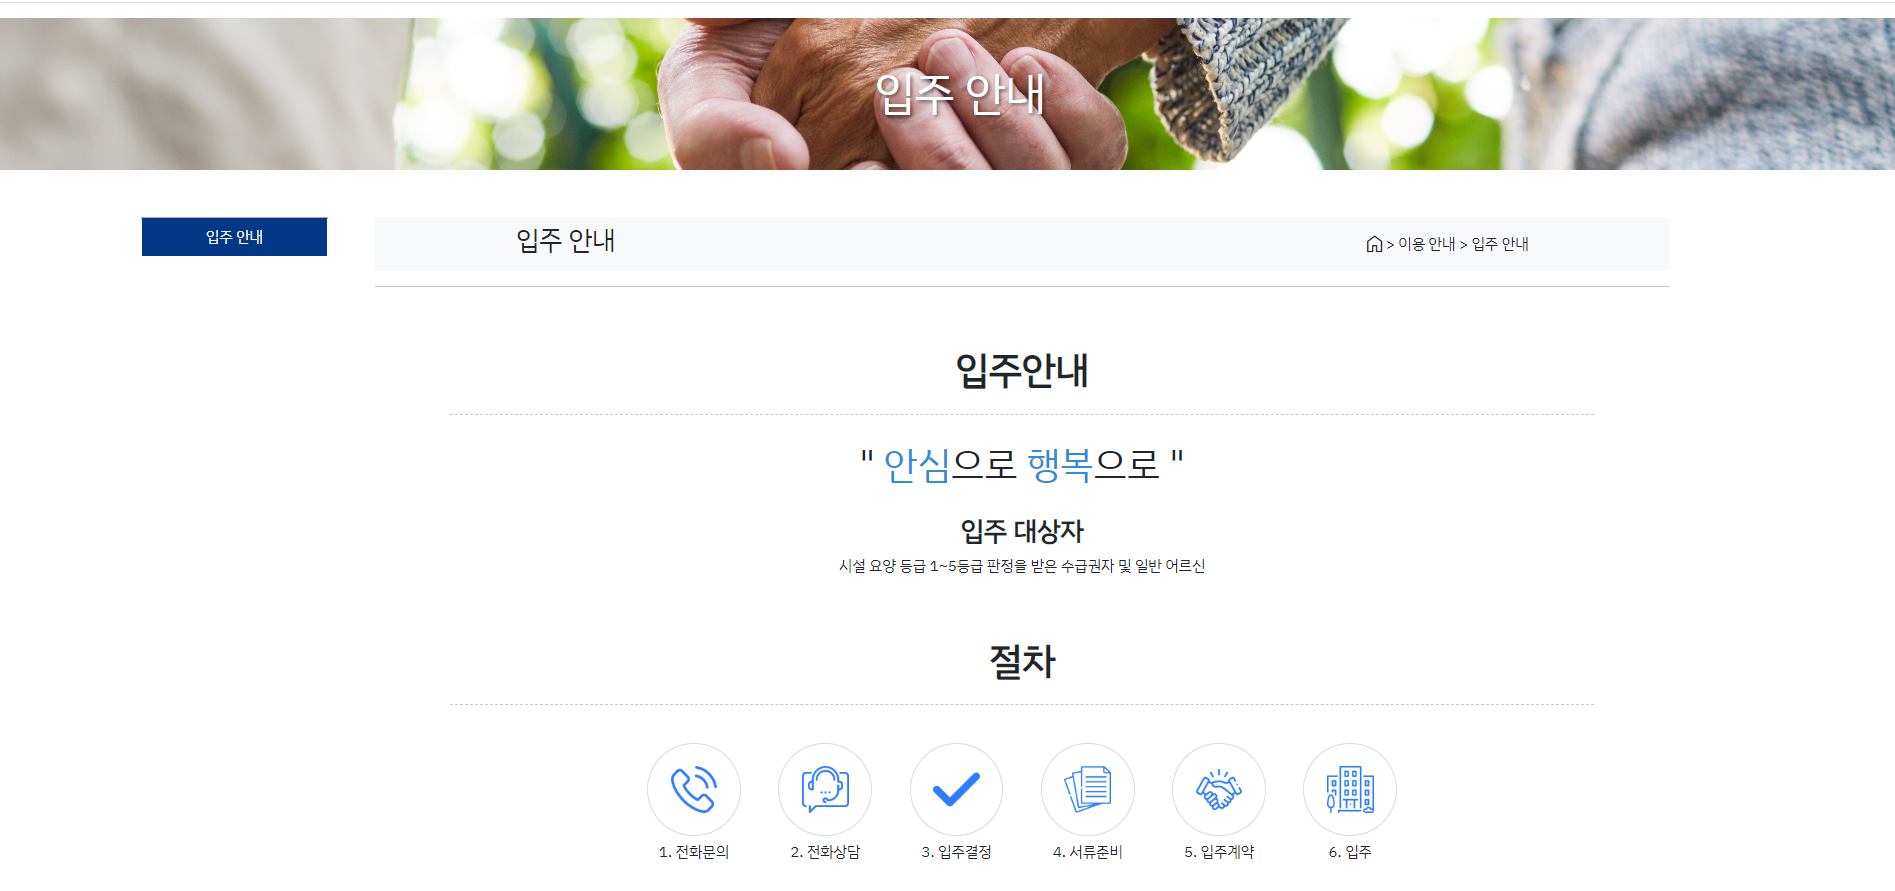 입주 안내
입주 안내
입주 안내
> 이용 안내 > 입주 안내
입주안내
" 안심으로 행복으로 "
입주 대상자
시설 요양 등급 1~5등급 판정을 받은 수급권자 및 일반 어르신
절차
1. 전화문의
2. 전화상담
3. 입주결정
4. 서류준비
5. 입주계약
6. 입주